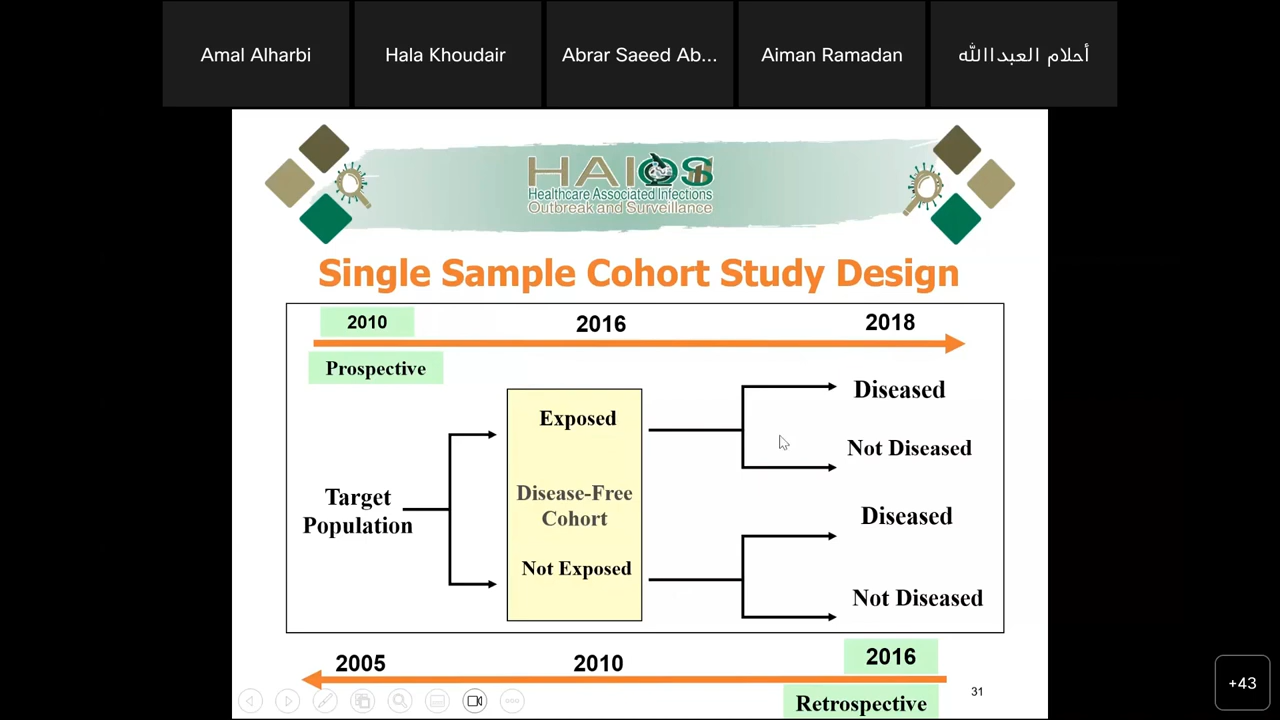 Amal Alharbi
Hala Khoudair
Abrar Saeed Ab...
Aiman Ramadan
أحلام العبداالله
HAIOS
Healthcare Associated Infections
Outbreak and Surveillance
Single Sample Cohort Study Design
2010 2016 2018
Prospective
Exposed
Diseased
Not Diseased
Target
Population
Disease-Free
Cohort
Diseased
Not Exposed
Not Diseased
2005 2010 2016
Retrospective
31
+43